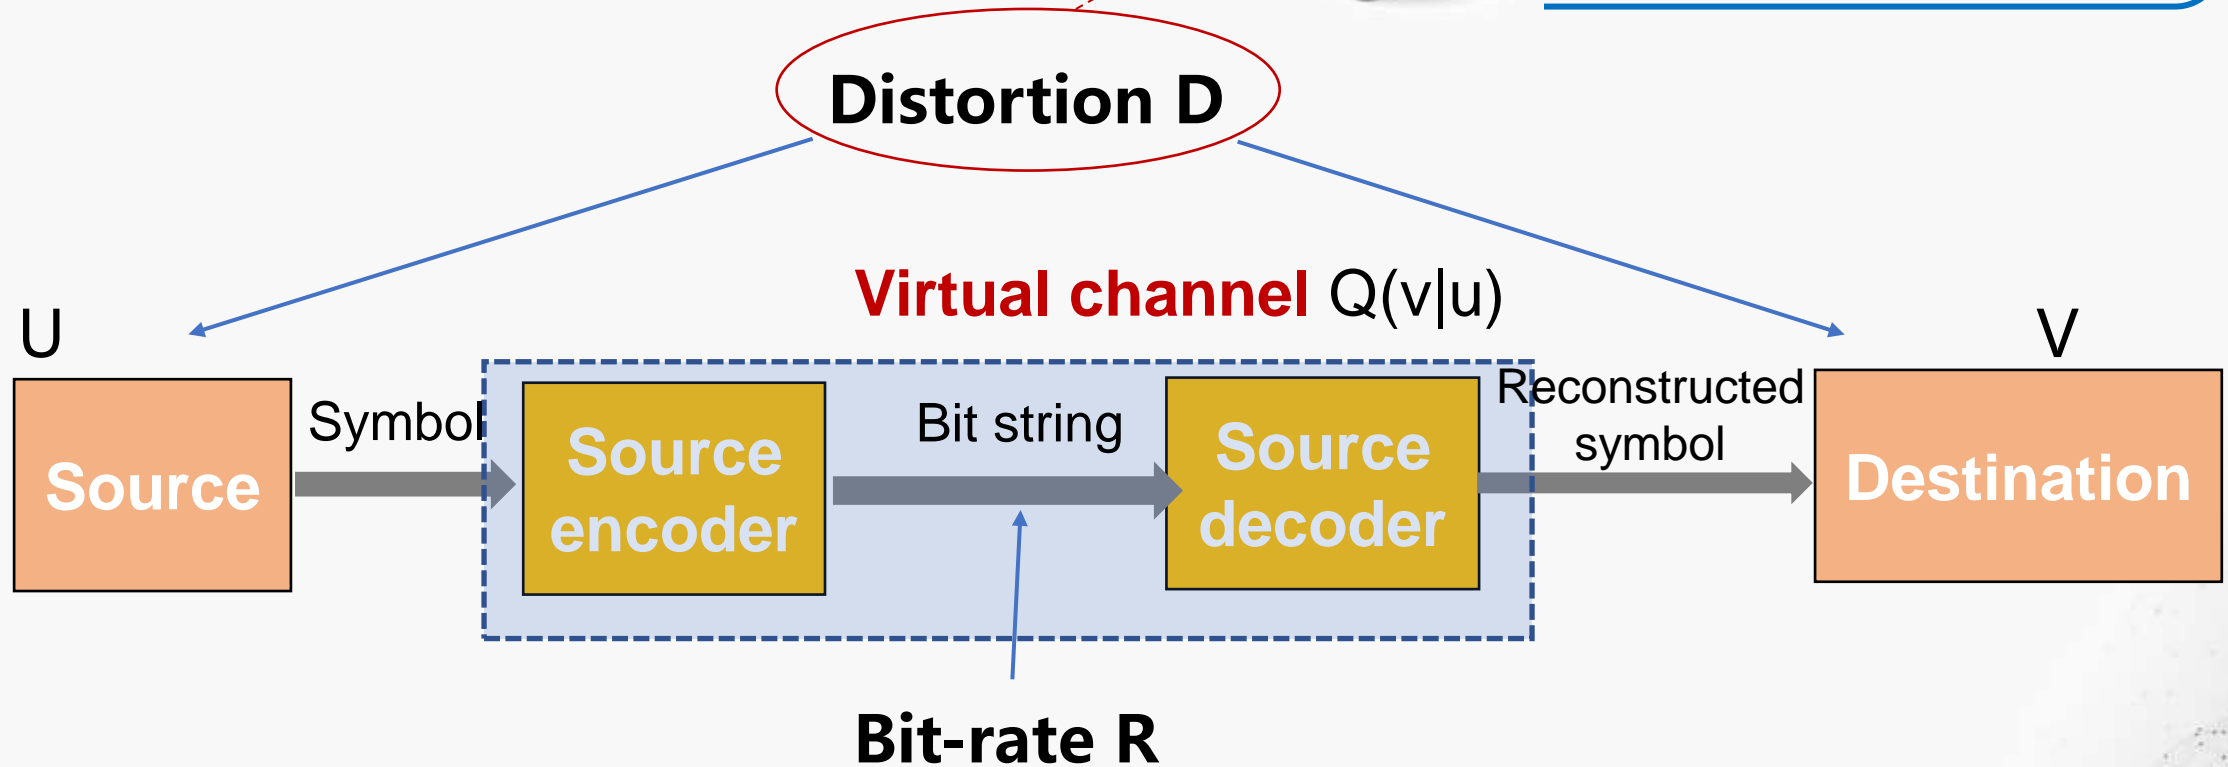 Distortion D
Virtual channel Q(v|u)
U
V
Symbol
Bit string
Reconstructed
symbol
Source
Source
encoder
Source
decoder
Destination
Bit-rate R